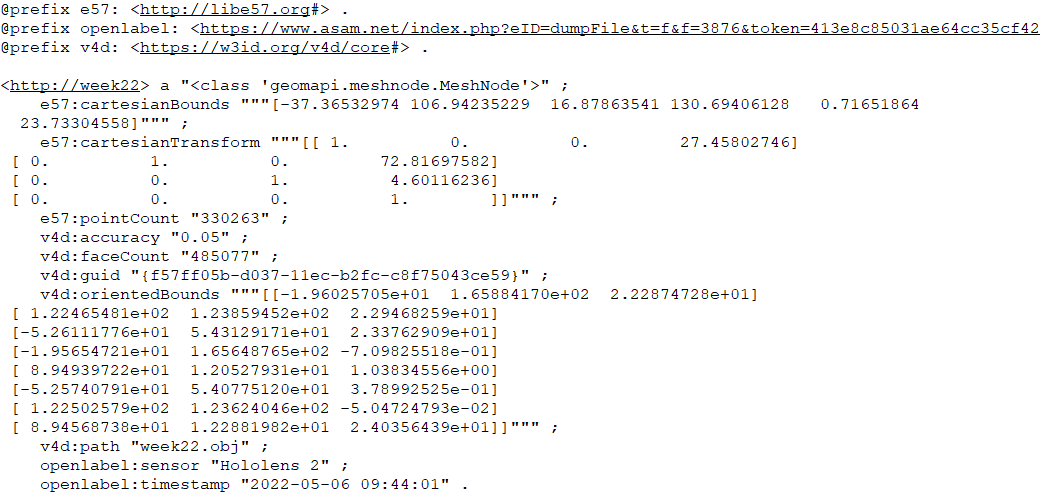 @prefix e57: <http://libe57.org#> .
@prefix openlabel: <https://www.asam.net/index.php?eID=dumpFile&t=f&f=3876&token=413e8c85031ae64cc35cf42
@prefix v4d: <https://w3id.org/v4d/core#> .

<http://week22> a "<class 'geomapi.meshnode.MeshNode'>" ;
    e57:cartesianBounds """[-37.36532974 106.94235229  16.87863541 130.69406128   0.71651864
  23.73304558]""" ;
    e57:cartesianTransform """[[ 1.          0.          0.         27.45802746]
 [ 0.          1.          0.         72.81697582]
 [ 0.          0.          1.          4.60116236]
 [ 0.          0.          0.          1.        ]]""" ;
    e57:pointCount "330263" ;
    v4d:accuracy "0.05" ;
    v4d:faceCount "485077" ;
    v4d:guid "{f57ff05b-d037-11ec-b2fc-c8f75043ce59}" ;
    v4d:orientedBounds """[[-1.96025705e+01  1.65884170e+02  2.22874728e+01]
 [ 1.22465481e+02  1.23859452e+02  2.29468259e+01]
 [-5.26111776e+01  5.43129171e+01  2.33762909e+01]
 [-1.95654721e+01  1.65648765e+02 -7.09825518e-01]
 [ 8.94939722e+01  1.20527931e+01  1.03834556e+00]
 [-5.25740791e+01  5.40775120e+01  3.78992525e-01]
 [ 1.22502579e+02  1.23624046e+02 -5.04724793e-02]
 [ 8.94568738e+01  1.22881982e+01  2.40356439e+01]]""" ;
    v4d:path "week22.obj" ;
    openlabel:sensor "Hololens 2" ;
    openlabel:timestamp "2022-05-06 09:44:01" .